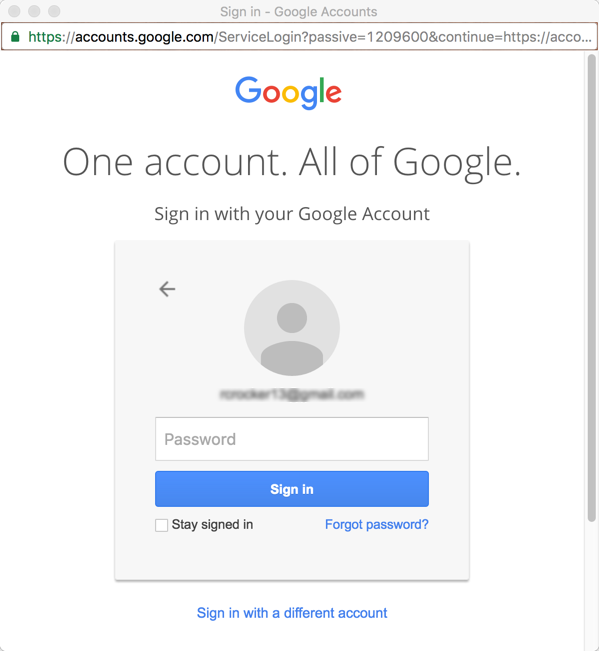 Sign in - Google Accounts
https://accounts.google.com/ServiceLogin?passive=1209600&continue=https://acco...
Google
One account. All of Google.
Sign in with your Google Account
Password
Sign in
Stay signed in Forgot password?
Sign in with a different account